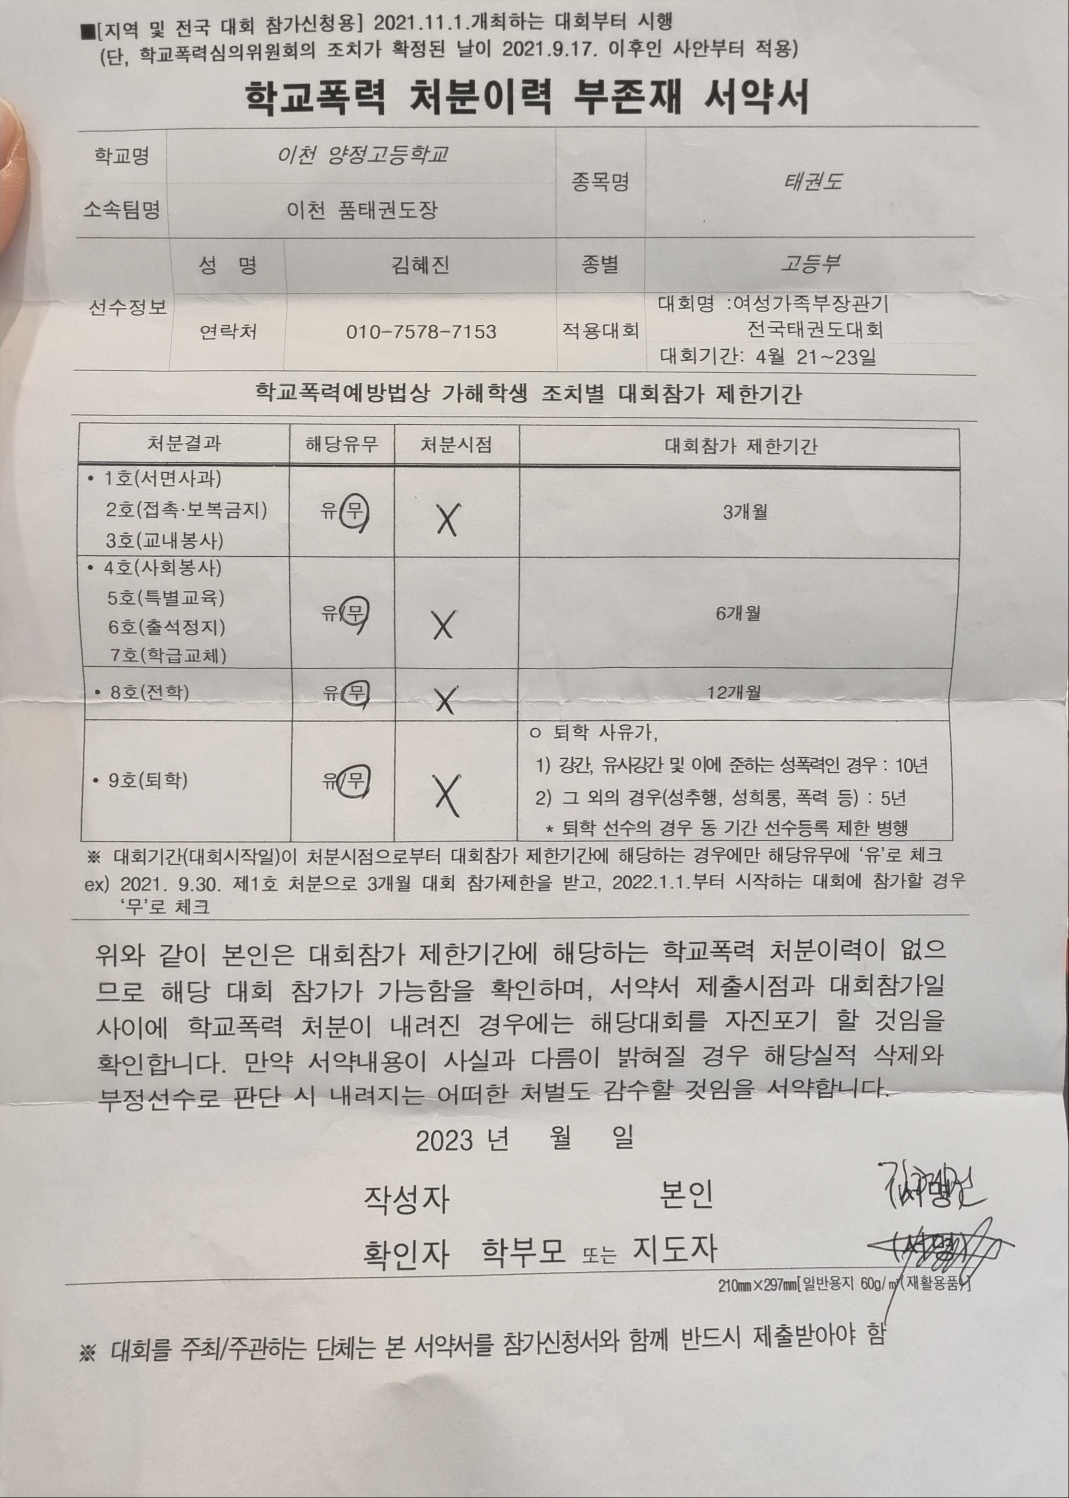 ■[지역 및 전국 대회 참가신청용] 2021.11.1.개최하는 대회부터 시행
(단, 학교폭력심의위원회의 조치가 확정된 날이 2021.9.17. 이후인 사안부터 적용)
학교폭력 처분이력 부존재 서약서
학교명 이천 양정고등학교 종목명 태권도
소속팀명 이천 품태권도장
선수정보 성 명 김혜진 종별 고등부
연락처 010-7578-7153 적용대회 대회명 :여성가족부장관기
전국태권도대회
대회기간: 4월 21~23일
학교폭력예방법상 가해학생 조치별 대회참가 제한기간
처분결과 해당유무 처분시점 대회참가 제한기간
• 1호(서면사과)
2호(접촉·보복금지) 유/무 X 3개월
3호(교내봉사)
• 4호(사회봉사)
5호(특별교육) 유/무 X 6개월
6호(출석정지)
7호(학급교체)
• 8호(전학) 유/무 X 12개월
• 9호(퇴학) 유/무 X ㅇ 퇴학 사유가,
1) 강간, 유사강간 및 이에 준하는 성폭력인 경우 : 10년
2) 그 외의 경우(성추행, 성희롱, 폭력 등) : 5년
* 퇴학 선수의 경우 동 기간 선수등록 제한 병행
※ 대회기간(대회시작일)이 처분시점으로부터 대회참가 제한기간에 해당하는 경우에만 해당유무에 ‘유’로 체크
ex) 2021. 9.30. 제1호 처분으로 3개월 대회 참가제한을 받고, 2022.1.1.부터 시작하는 대회에 참가할 경우
‘무’로 체크
위와 같이 본인은 대회참가 제한기간에 해당하는 학교폭력 처분이력이 없으
므로 해당 대회 참가가 가능함을 확인하며, 서약서 제출시점과 대회참가일
사이에 학교폭력 처분이 내려진 경우에는 해당대회를 자진포기 할 것임을
확인합니다. 만약 서약내용이 사실과 다름이 밝혀질 경우 해당실적 삭제와
부정선수로 판단 시 내려지는 어떠한 처벌도 감수할 것임을 서약합니다.
2023 년 월 일
작성자 본인 (서명)
확인자 학부모 또는 지도자 (서명)
210㎜×297㎜[일반용지 60g/㎡(재활용품)]
※ 대회를 주최/주관하는 단체는 본 서약서를 참가신청서와 함께 반드시 제출받아야 함